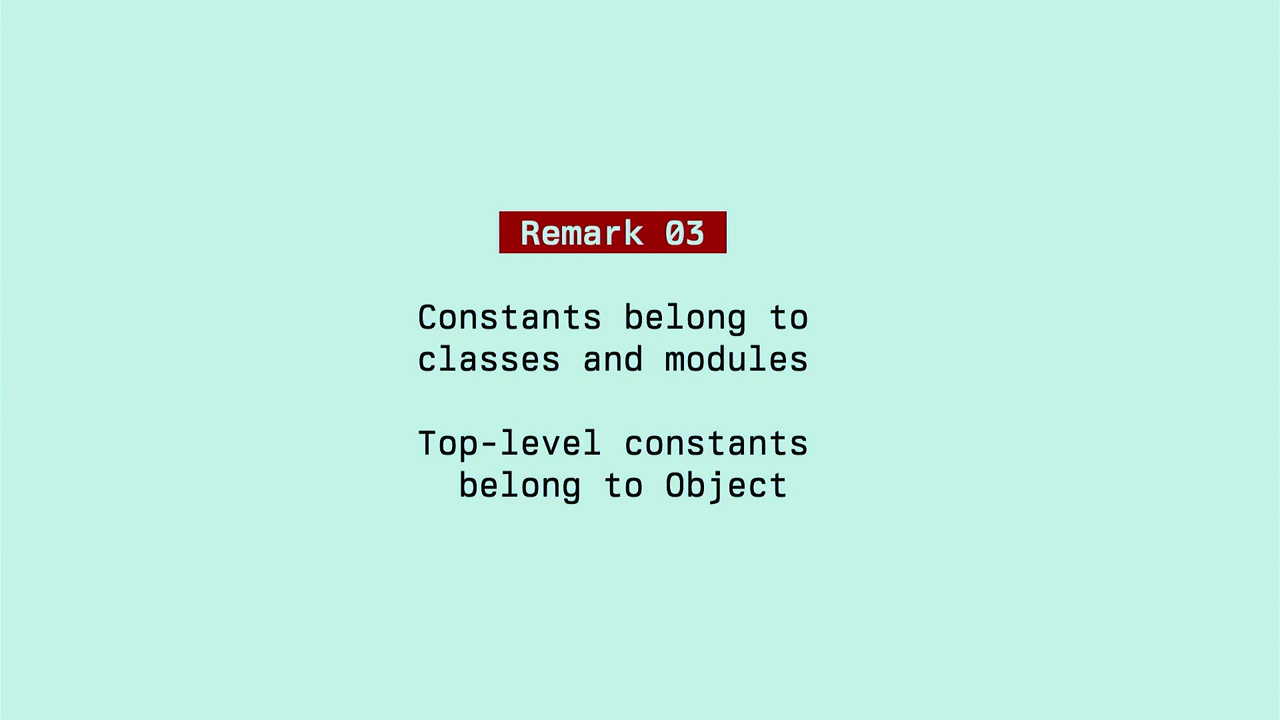 Remark 03
Constants belong to
classes and modules
Top-level constants
belong to Object